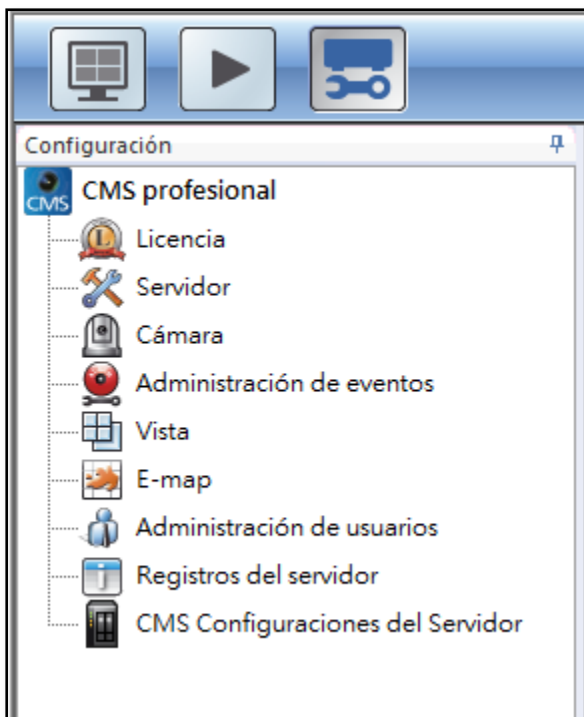 Configuración
CMS
CMS profesional
L
Licencia
Servidor
Cámara
Administración de eventos
Vista
E-map
Administración de usuarios
Registros del servidor
CMS Configuraciones del Servidor